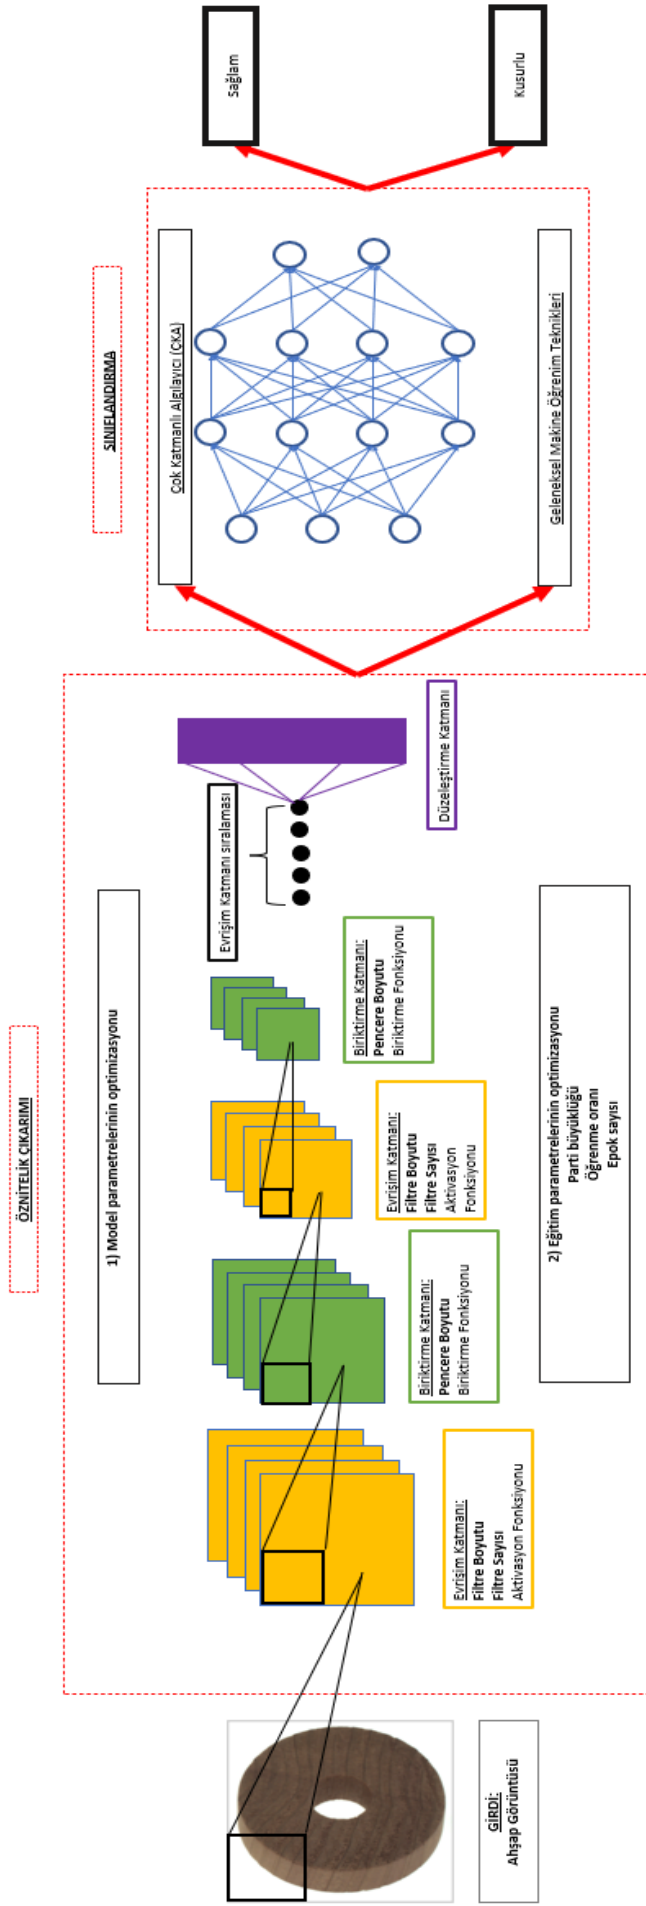 GİRDİ:
Ahşap Görüntüsü
ÖZNİTELİK ÇIKARIMI
1) Model parametrelerinin optimizasyonu
Evrişim Katmanı:
Filtre Boyutu
Filtre Sayısı
Aktivasyon Fonksiyonu
Biriktirme Katmanı:
Pencere Boyutu
Biriktirme Fonksiyonu
Evrişim Katmanı:
Filtre Boyutu
Filtre Sayısı
Aktivasyon
Fonksiyonu
Biriktirme Katmanı:
Pencere Boyutu
Biriktirme Fonksiyonu
Evrişim Katmanı sıralaması
Düzeleştirme Katmanı
2) Eğitim parametrelerinin optimizasyonu
Parti büyüklüğü
Öğrenme oranı
Epok sayısı
SINIFLANDIRMA
Çok Katmanlı Algılayıcı (ÇKA)
Geleneksel Makine Öğrenim Teknikleri
Sağlam
Kusurlu